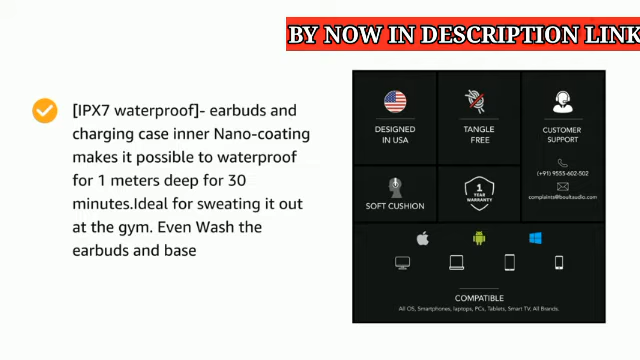 BY NOW IN DESCRIPTION LINK
[IPX7 waterproof]- earbuds and
charging case inner Nano-coating
makes it possible to waterproof
for 1 meters deep for 30
minutes.Ideal for sweating it out
at the gym. Even Wash the
earbuds and base
DESIGNED
IN USA
TANGLE
FREE
CUSTOMER
SUPPORT
(+91) 9555-602-502
complaints@boultaudio.com
SOFT CUSHION
1
YEAR
WARRANTY
COMPATIBLE
All OS, Smartphones, laptops, PCs, Tablets, Smart TV, All Brands.